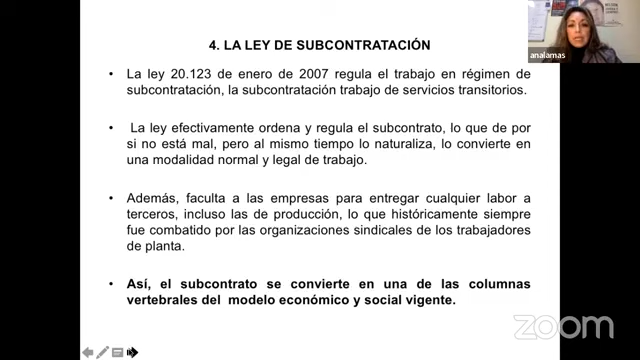 analamas
4. LA LEY DE SUBCONTRATACIÓN
• La ley 20.123 de enero de 2007 regula el trabajo en régimen de
subcontratación, la subcontratación trabajo de servicios transitorios.
• La ley efectivamente ordena y regula el subcontrato, lo que de por
si no está mal, pero al mismo tiempo lo naturaliza, lo convierte en
una modalidad normal y legal de trabajo.
• Además, faculta a las empresas para entregar cualquier labor a
terceros, incluso las de producción, lo que históricamente siempre
fue combatido por las organizaciones sindicales de los trabajadores
de planta.
• Así, el subcontrato se convierte en una de las columnas
vertebrales del modelo económico y social vigente.
zoom